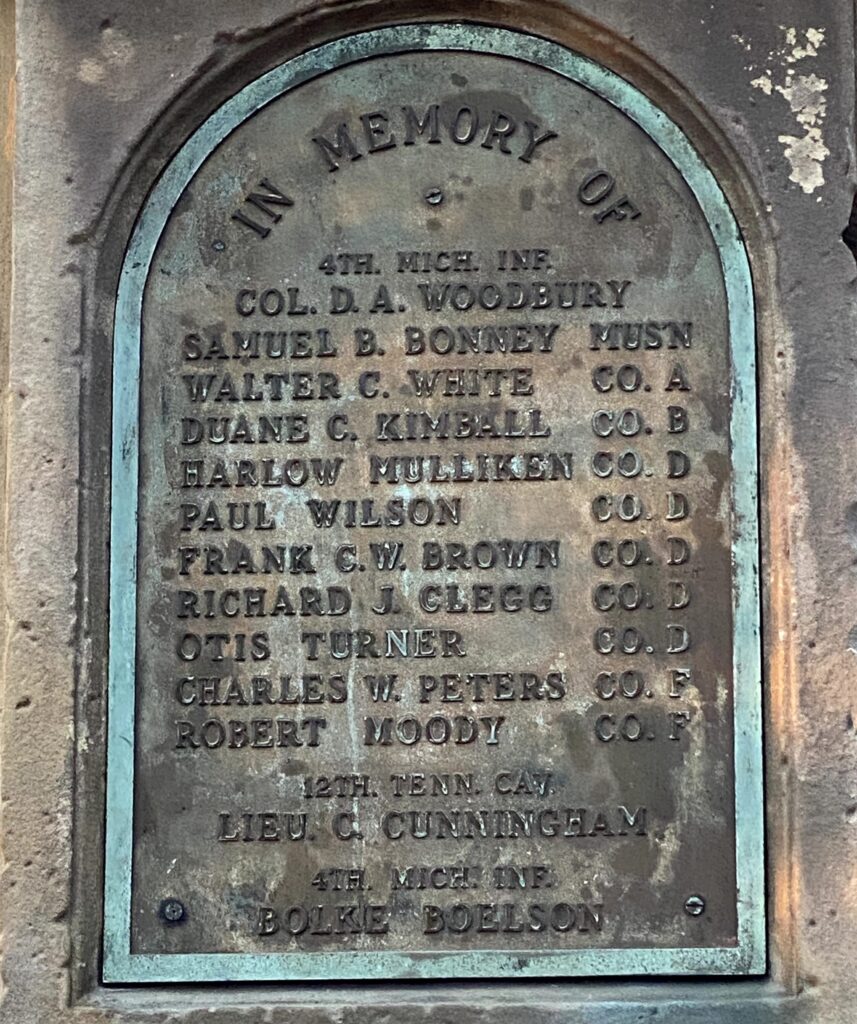 IN MEMORY OF
4TH. MICH. INF.
COL. D. A. WOODBURY
SAMUEL B. BONNEY MUS'N
WALTER C. WHITE CO. A
DUANE C. KIMBALL CO. B
HARLOW MULLIKEN CO. D
PAUL WILSON CO. D
FRANK C. W. BROWN CO. D
RICHARD J. CLEGG CO. D
OTIS TURNER CO. D
CHARLES W. PETERS CO. F
ROBERT MOODY CO. F
12TH. TENN. CAV.
LIEU. C. CUNNINGHAM
4TH. MICH. INF.
BOLKE BOELSON